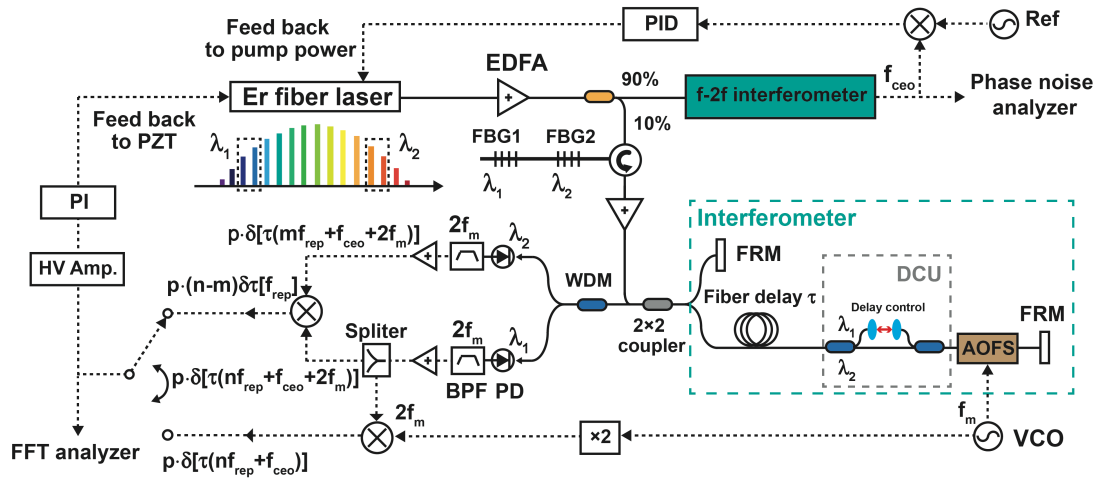 Feed back
to pump power
PID
Ref
EDFA
90%
f_ceo
Er fiber laser
f-2f interferometer
Phase noise
analyzer
Feed back
to PZT
10%
λ₁
λ₂
FBG1
FBG2
λ₁
λ₂
PI
HV Amp.
Interferometer
p·δ[τ(mf_rep+f_ceo+2f_m)]
2f_m
λ₂
FRM
p·(n-m)δτ[f_rep]
WDM
Fiber delay τ
DCU
Delay control
FRM
Spliter
2f_m
λ₁
2×2
coupler
λ₁
λ₂
AOFS
BPF
PD
p·δ[τ(nf_rep+f_ceo+2f_m)]
2f_m
f_m
FFT analyzer
×2
VCO
p·δ[τ(nf_rep+f_ceo)]